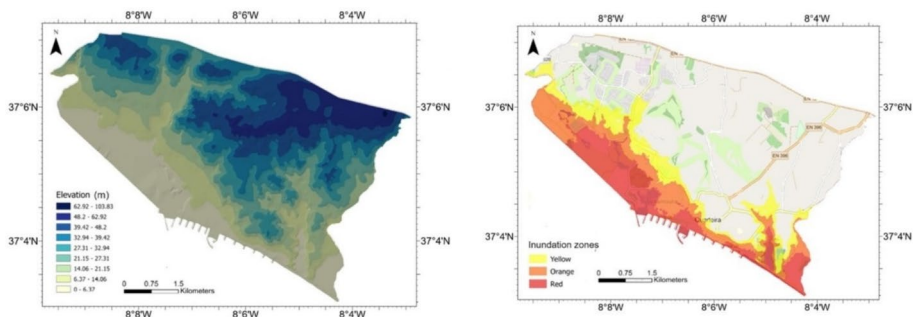 8°8'W 8°6'W 8°4'W
N
37°6'N 37°6'N
37°4'N 37°4'N
Elevation (m)
62.92 - 103.83
48.2 - 62.92
39.42 - 48.2
32.94 - 39.42
27.31 - 32.94
21.15 - 27.31
14.06 - 21.15
6.37 - 14.06
0 - 6.37
0 0.75 1.5
Kilometers
8°8'W 8°6'W 8°4'W
8°8'W 8°6'W 8°4'W
N
37°6'N 37°6'N
EN 396
EN 396
37°4'N 37°4'N
Inundation zones
Yellow
Orange
Red
0 0.75 1.5
Kilometers
8°8'W 8°6'W 8°4'W